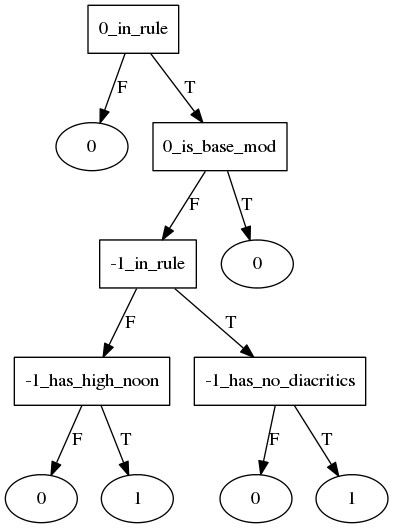 0_in_rule
F
T
0
0_is_base_mod
F
T
-1_in_rule
0
F
T
-1_has_high_noon
-1_has_no_diacritics
F
T
F
T
0
1
0
1